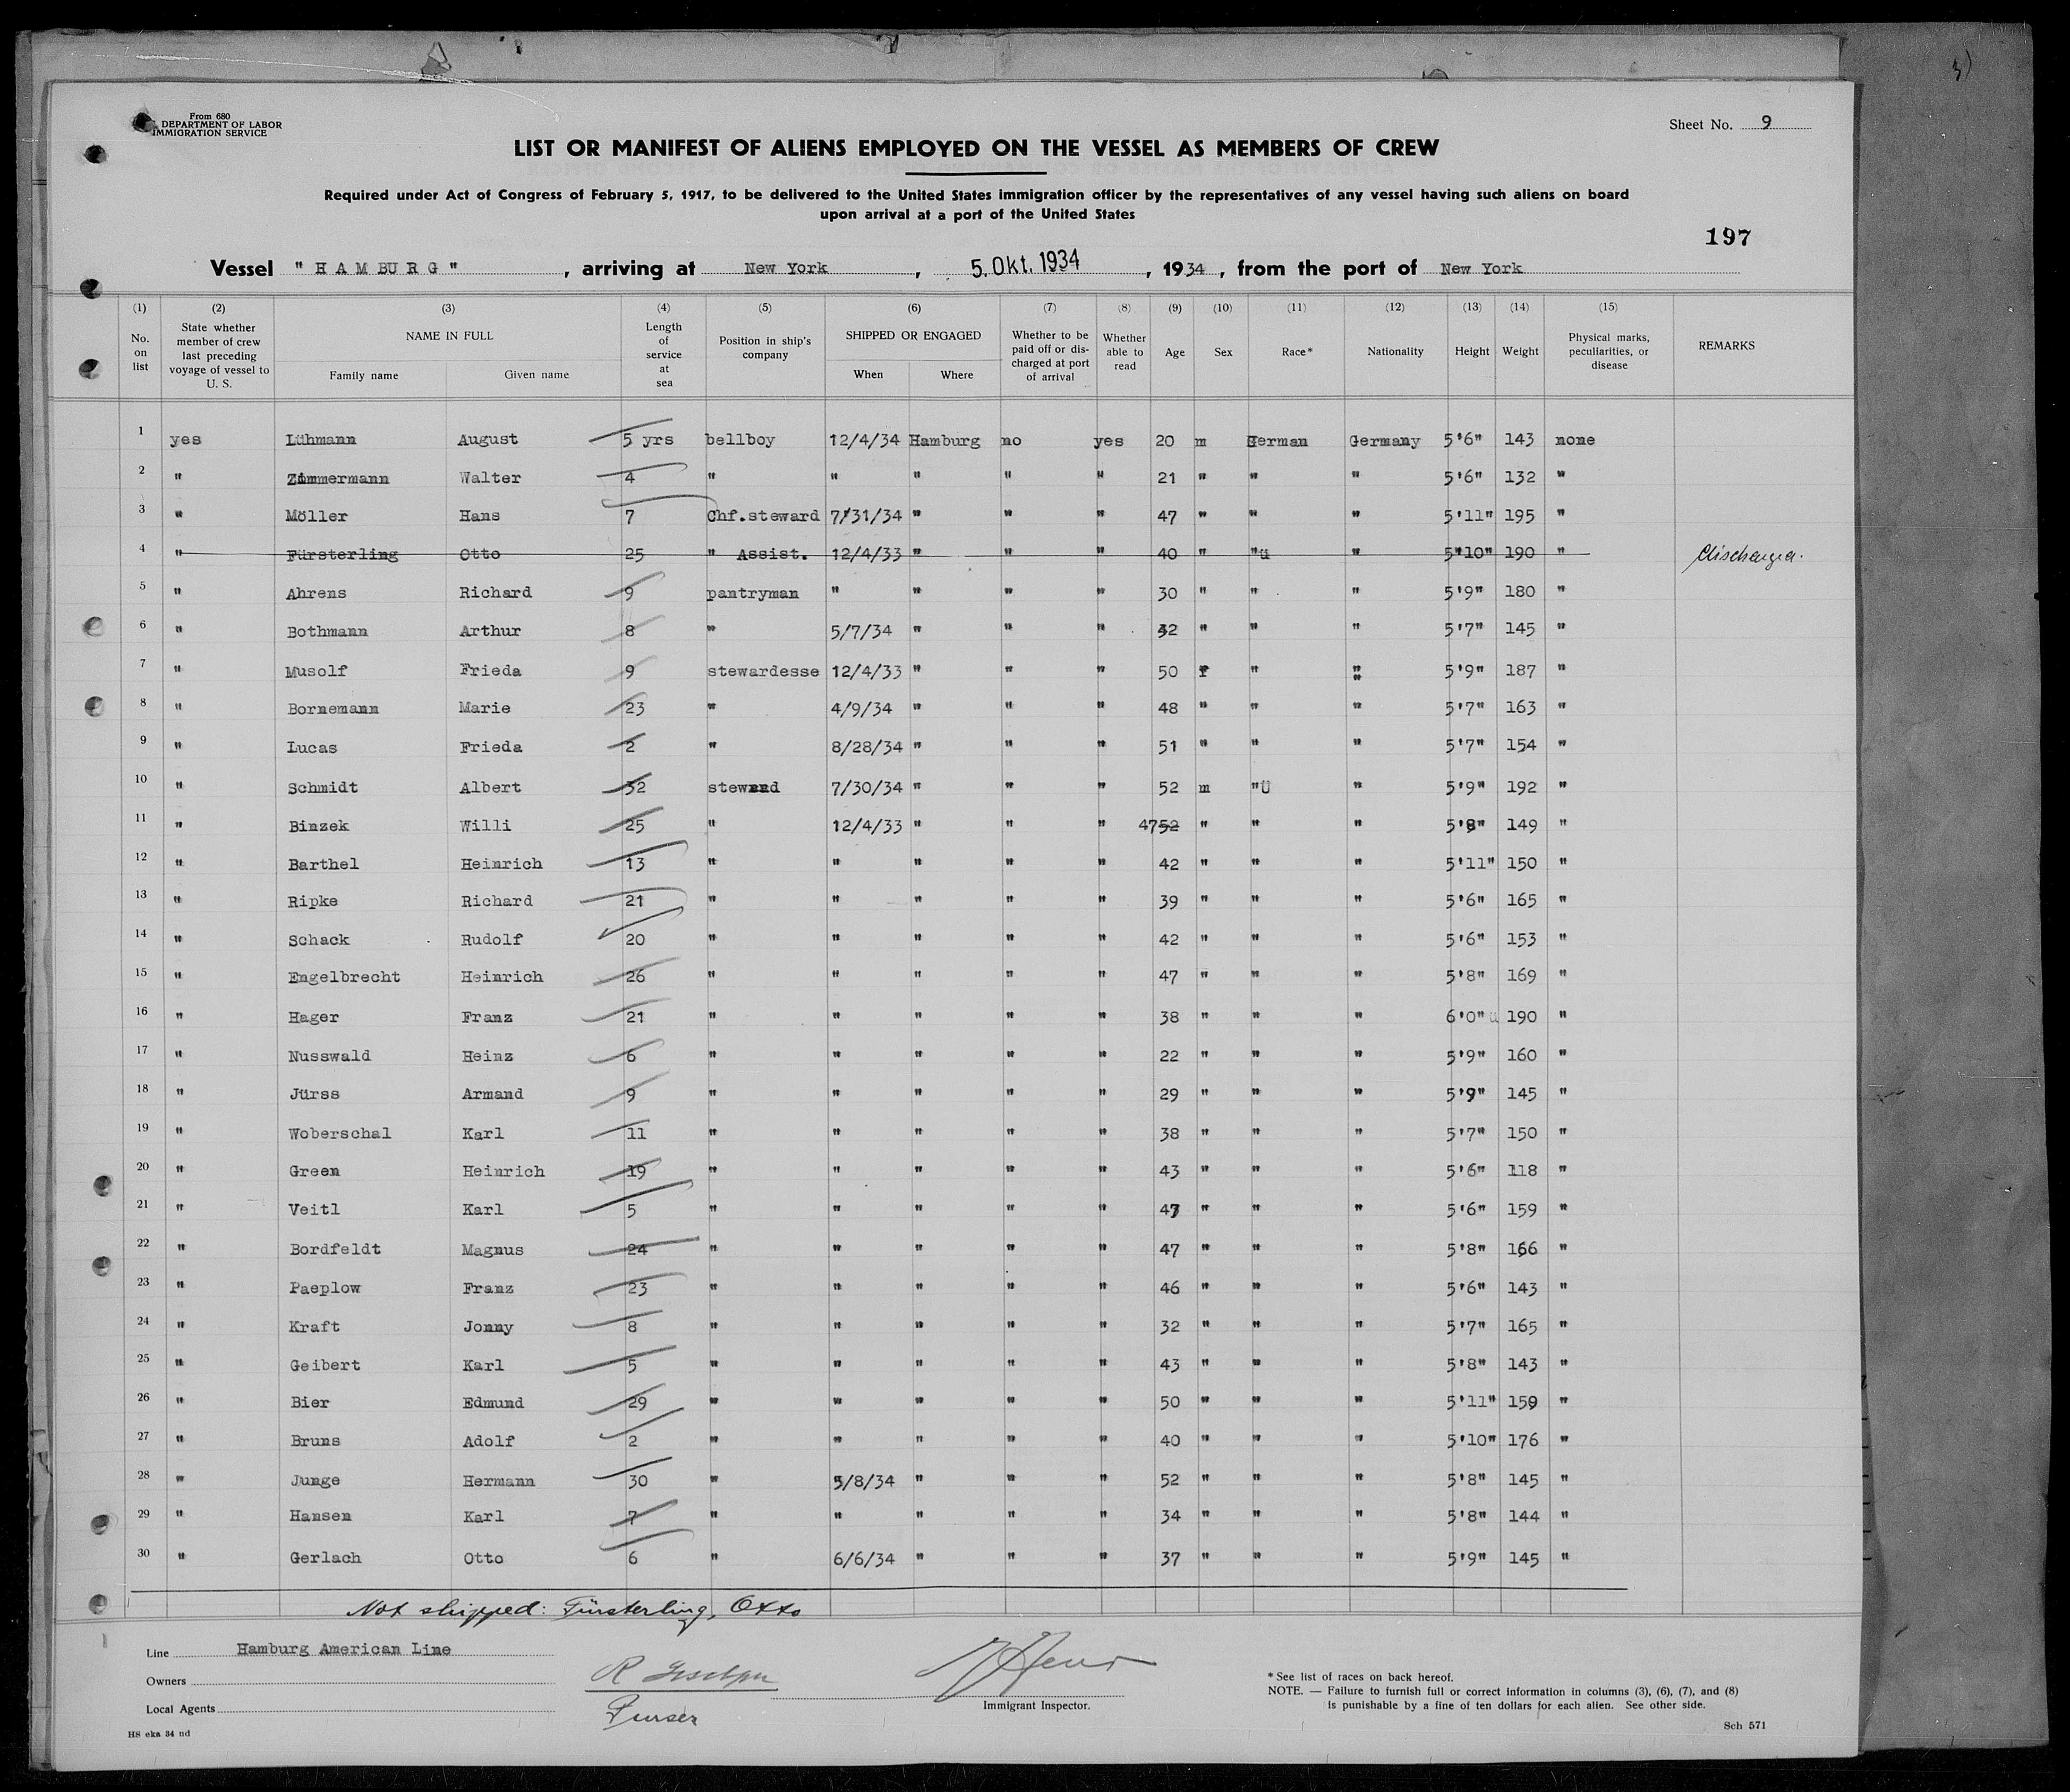 From 680
DEPARTMENT OF LABOR
IMMIGRATION SERVICE
Sheet No. 9
LIST OR MANIFEST OF ALIENS EMPLOYED ON THE VESSEL AS MEMBERS OF CREW
Required under Act of Congress of February 5, 1917, to be delivered to the United States immigration officer by the representatives of any vessel having such aliens on board
upon arrival at a port of the United States
197
Vessel "HAMBURG", arriving at New York, 5. Okt. 1934, 1934, from the port of New York
(1) (2) (3) (4) (5) (6) (7) (8) (9) (10) (11) (12) (13) (14) (15)
No. on list | State whether member of crew last preceding voyage of vessel to U. S. | NAME IN FULL Family name Given name | Length of service at sea | Position in ship's company | SHIPPED OR ENGAGED When Where | Whether to be paid off or discharged at port of arrival | Whether able to read | Age | Sex | Race* | Nationality | Height | Weight | Physical marks, peculiarities, or disease | REMARKS
1 yes Lühmann August 5 yrs bellboy 12/4/34 Hamburg no yes 20 m German Germany 5'6" 143 none
2 " Zimmermann Walter 4 " " " " " 21 " " " 5'6" 132 "
3 " Möller Hans 7 Chf.steward 7/31/34 " " " 47 " " " 5'11" 195 "
4 " Fürsterling Otto 25 " Assist. 12/4/33 " " " 40 " "ü " 5"10" 190 " discharged.
5 " Ahrens Richard 9 pantryman " " " " 30 " " " 5'9" 180 "
6 " Bothmann Arthur 8 " 5/7/34 " " " 32 " " " 5'7" 145 "
7 " Musolf Frieda 9 stewardesse 12/4/33 " " " 50 f " " 5'9" 187 "
8 " Bornemann Marie 23 " 4/9/34 " " " 48 " " " 5'7" 163 "
9 " Lucas Frieda 2 " 8/28/34 " " " 51 " " " 5'7" 154 "
10 " Schmidt Albert 32 steward 7/30/34 " " " 52 m "Ü " 5'9" 192 "
11 " Binzek Willi 25 " 12/4/33 " " " 4752 " " " 5'8" 149 "
12 " Barthel Heinrich 13 " " " " " 42 " " " 5'11" 150 "
13 " Ripke Richard 21 " " " " " 39 " " " 5'6" 165 "
14 " Schack Rudolf 20 " " " " " 42 " " " 5'6" 153 "
15 " Engelbrecht Heinrich 26 " " " " " 47 " " " 5'8" 169 "
16 " Hager Franz 21 " " " " " 38 " " " 6'0" 190 "
17 " Nusswald Heinz 6 " " " " " 22 " " " 5'9" 160 "
18 " Jürss Armand 9 " " " " " 29 " " " 5'9" 145 "
19 " Woberschal Karl 11 " " " " " 38 " " " 5'7" 150 "
20 " Green Heinrich 19 " " " " " 43 " " " 5'6" 118 "
21 " Veitl Karl 5 " " " " " 47 " " " 5'6" 159 "
22 " Bordfeldt Magnus 24 " " " " " 47 " " " 5'8" 166 "
23 " Paeplow Franz 23 " " " " " 46 " " " 5'6" 143 "
24 " Kraft Jonny 8 " " " " " 32 " " " 5'7" 165 "
25 " Geibert Karl 5 " " " " " 43 " " " 5'8" 143 "
26 " Bier Edmund 29 " " " " " 50 " " " 5'11" 159 "
27 " Bruns Adolf 2 " " " " " 40 " " " 5'10" 176 "
28 " Junge Hermann 30 " 5/8/34 " " " 52 " " " 5'8" 145 "
29 " Hansen Karl 7 " " " " " 34 " " " 5'8" 144 "
30 " Gerlach Otto 6 " 6/6/34 " " " 37 " " " 5'9" 145 "
Not shipped: Fürsterling, Otto
Line Hamburg American Line
Owners
Local Agents
Purser
Immigrant Inspector.
* See list of races on back hereof.
NOTE. — Failure to furnish full or correct information in columns (3), (6), (7), and (8)
is punishable by a fine of ten dollars for each alien. See other side.
HS eka 34 nd
Sch 571